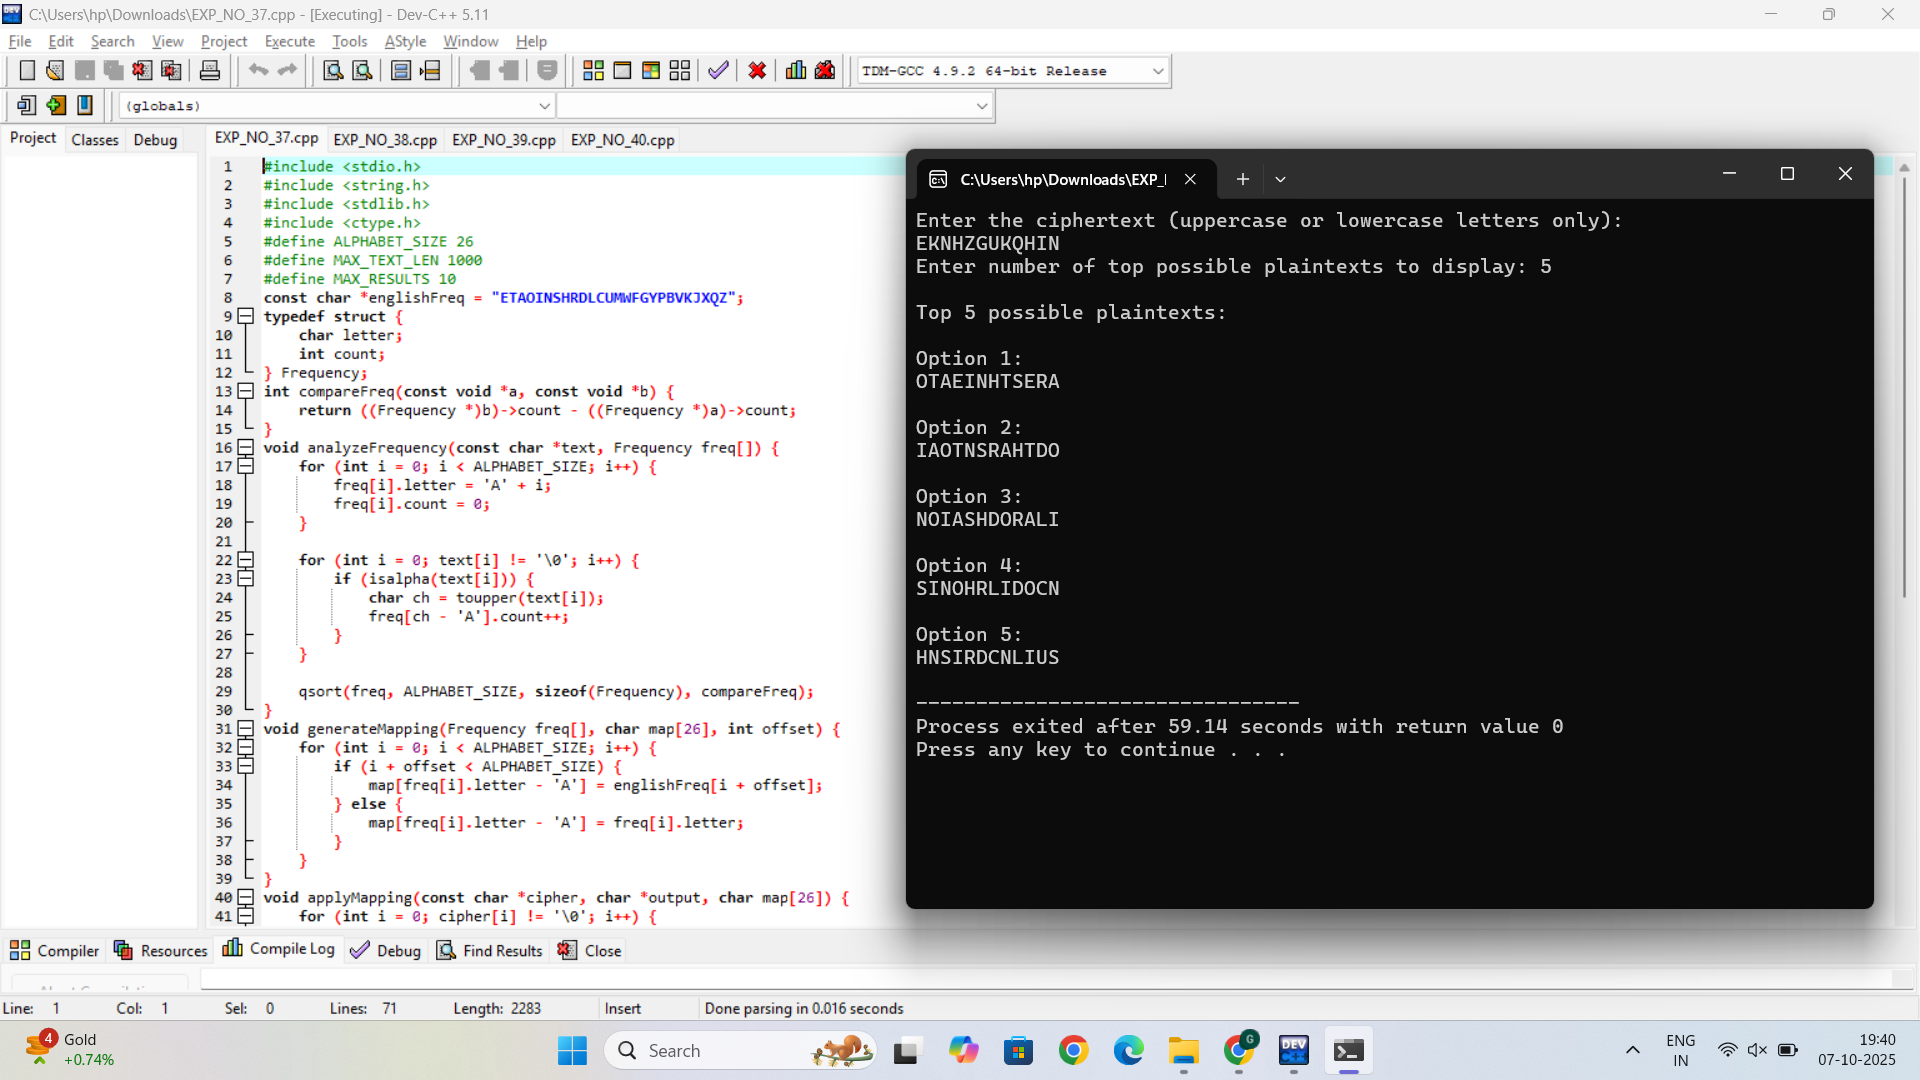 C:\Users\hp\Downloads\EXP_NO_37.cpp - [Executing] - Dev-C++ 5.11
File Edit Search View Project Execute Tools AStyle Window Help
TDM-GCC 4.9.2 64-bit Release
(globals)
Project Classes Debug
EXP_NO_37.cpp EXP_NO_38.cpp EXP_NO_39.cpp EXP_NO_40.cpp
1 #include <stdio.h>
2 #include <string.h>
3 #include <stdlib.h>
4 #include <ctype.h>
5 #define ALPHABET_SIZE 26
6 #define MAX_TEXT_LEN 1000
7 #define MAX_RESULTS 10
8 const char *englishFreq = "ETAOINSHRDLCUMWFGYPBVKJXQZ";
9 typedef struct {
10 char letter;
11 int count;
12 } Frequency;
13 int compareFreq(const void *a, const void *b) {
14 return ((Frequency *)b)->count - ((Frequency *)a)->count;
15 }
16 void analyzeFrequency(const char *text, Frequency freq[]) {
17 for (int i = 0; i < ALPHABET_SIZE; i++) {
18 freq[i].letter = 'A' + i;
19 freq[i].count = 0;
20 }
21
22 for (int i = 0; text[i] != '\0'; i++) {
23 if (isalpha(text[i])) {
24 char ch = toupper(text[i]);
25 freq[ch - 'A'].count++;
26 }
27 }
28
29 qsort(freq, ALPHABET_SIZE, sizeof(Frequency), compareFreq);
30 }
31 void generateMapping(Frequency freq[], char map[26], int offset) {
32 for (int i = 0; i < ALPHABET_SIZE; i++) {
33 if (i + offset < ALPHABET_SIZE) {
34 map[freq[i].letter - 'A'] = englishFreq[i + offset];
35 } else {
36 map[freq[i].letter - 'A'] = freq[i].letter;
37 }
38 }
39 }
40 void applyMapping(const char *cipher, char *output, char map[26]) {
41 for (int i = 0; cipher[i] != '\0'; i++) {
C:\Users\hp\Downloads\EXP_
Enter the ciphertext (uppercase or lowercase letters only):
EKNHZGUKQHIN
Enter number of top possible plaintexts to display: 5
Top 5 possible plaintexts:
Option 1:
OTAEINHTSERA
Option 2:
IAOTNSRAHTDO
Option 3:
NOIASHDORALI
Option 4:
SINOHRLIDOCN
Option 5:
HNSIRDCNLIUS
--------------------------------
Process exited after 59.14 seconds with return value 0
Press any key to continue . . .
Compiler Resources Compile Log Debug Find Results Close
Line: 1 Col: 1 Sel: 0 Lines: 71 Length: 2283 Insert Done parsing in 0.016 seconds
4 Gold
+0.74%
Search
G
DEV
ENG
IN
19:40
07-10-2025